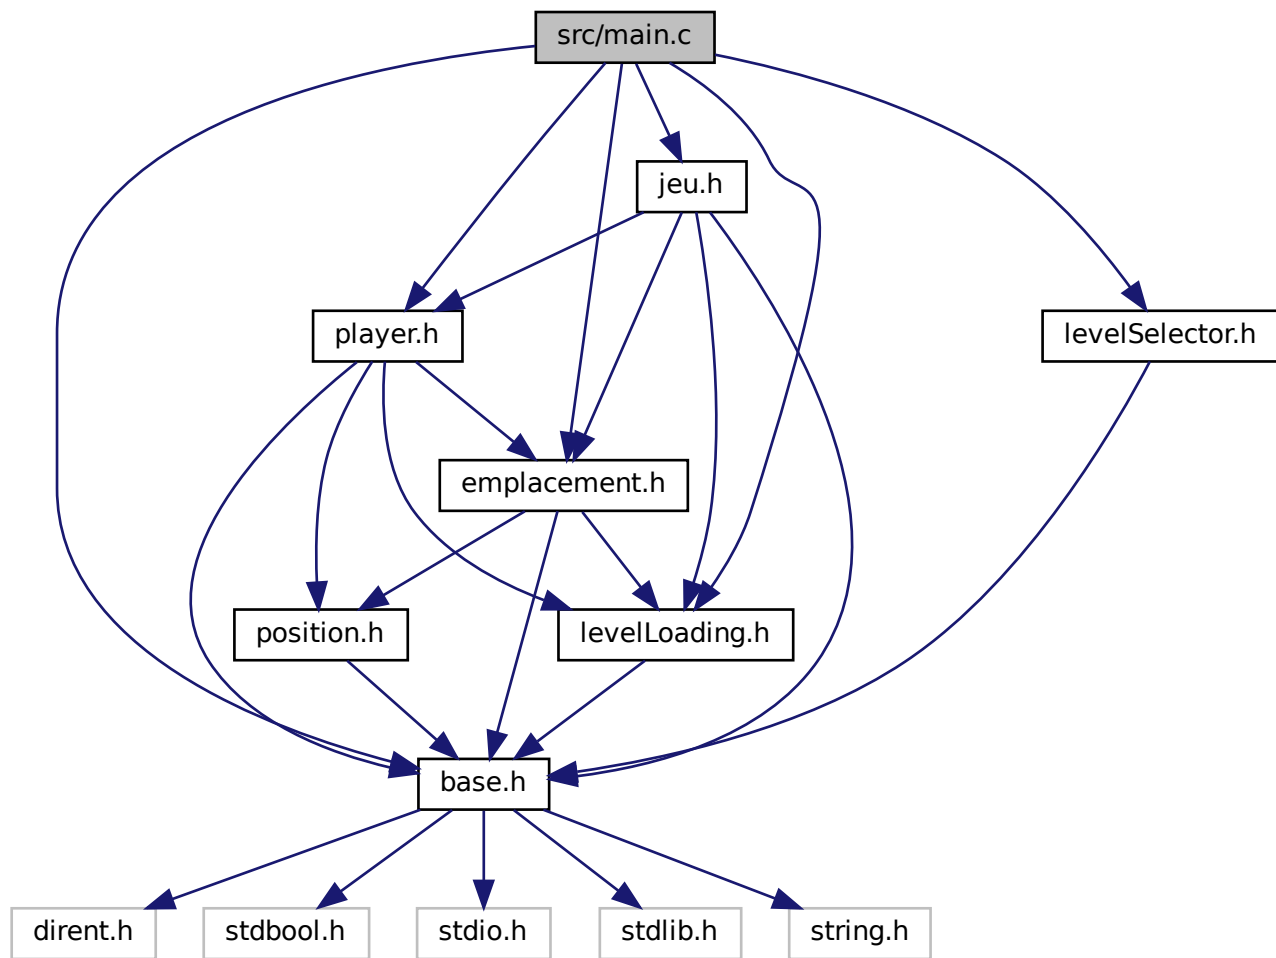 src/main.c
jeu.h
player.h
levelSelector.h
emplacement.h
position.h
levelLoading.h
base.h
dirent.h
stdbool.h
stdio.h
stdlib.h
string.h